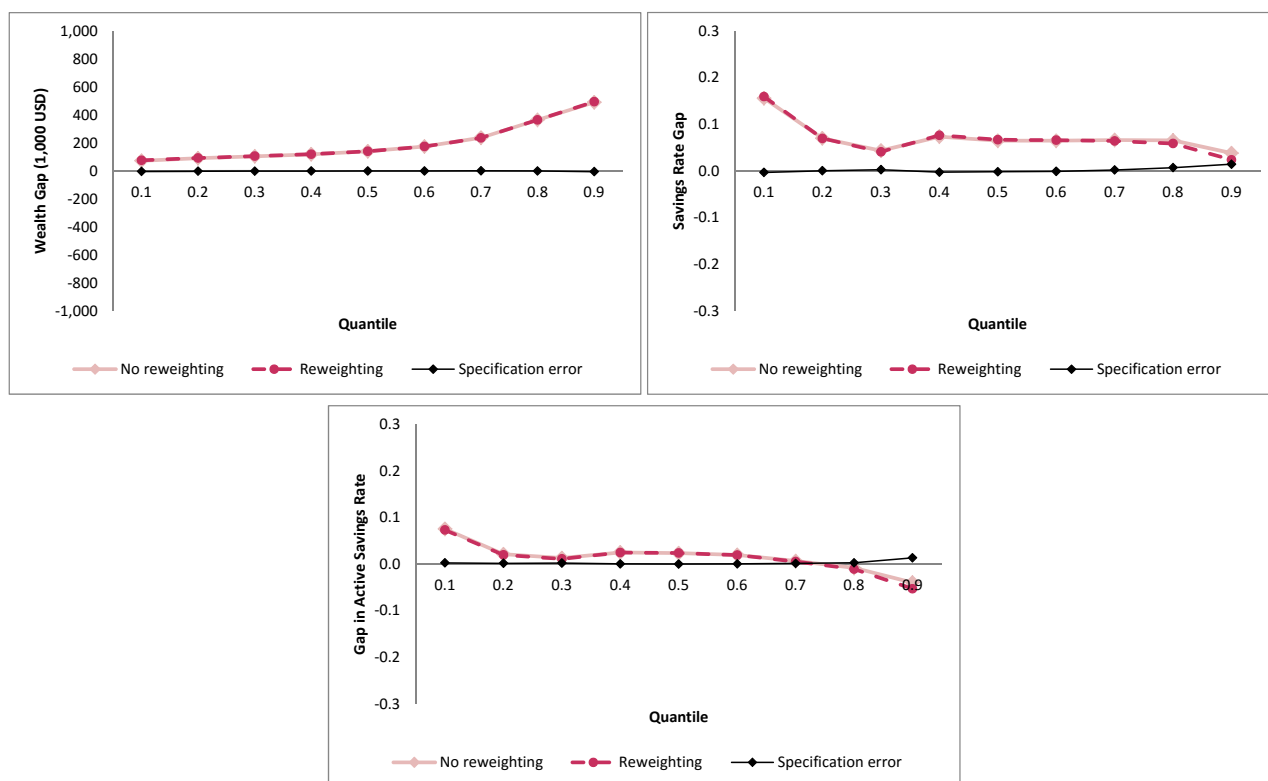 Wealth Gap (1,000 USD)
1,000
800
600
400
200
0
-200
-400
-600
-800
-1,000
0.1 0.2 0.3 0.4 0.5 0.6 0.7 0.8 0.9
Quantile
No reweighting Reweighting Specification error
Savings Rate Gap
0.3
0.2
0.1
0.0
-0.1
-0.2
-0.3
0.1 0.2 0.3 0.4 0.5 0.6 0.7 0.8 0.9
Quantile
No reweighting Reweighting Specification error
Gap in Active Savings Rate
0.3
0.2
0.1
0.0
-0.1
-0.2
-0.3
0.1 0.2 0.3 0.4 0.5 0.6 0.7 0.8 0.9
Quantile
No reweighting Reweighting Specification error